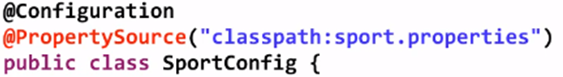 @Configuration
@PropertySource("classpath:sport.properties")
public class SportConfig {